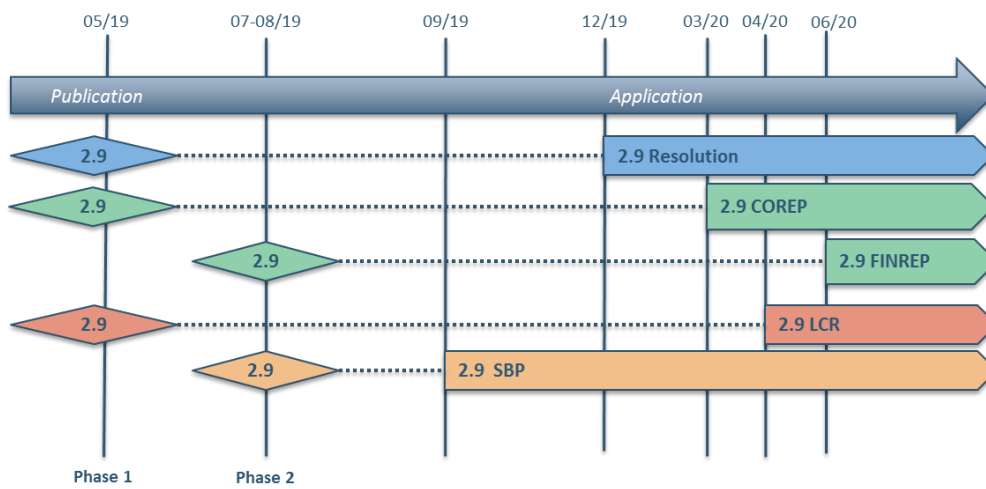 05/19 07-08/19 09/19 12/19 03/20 04/20 06/20
Publication Application
2.9 2.9 Resolution
2.9 2.9 COREP
2.9 2.9 FINREP
2.9 2.9 LCR
2.9 2.9 SBP
Phase 1 Phase 2